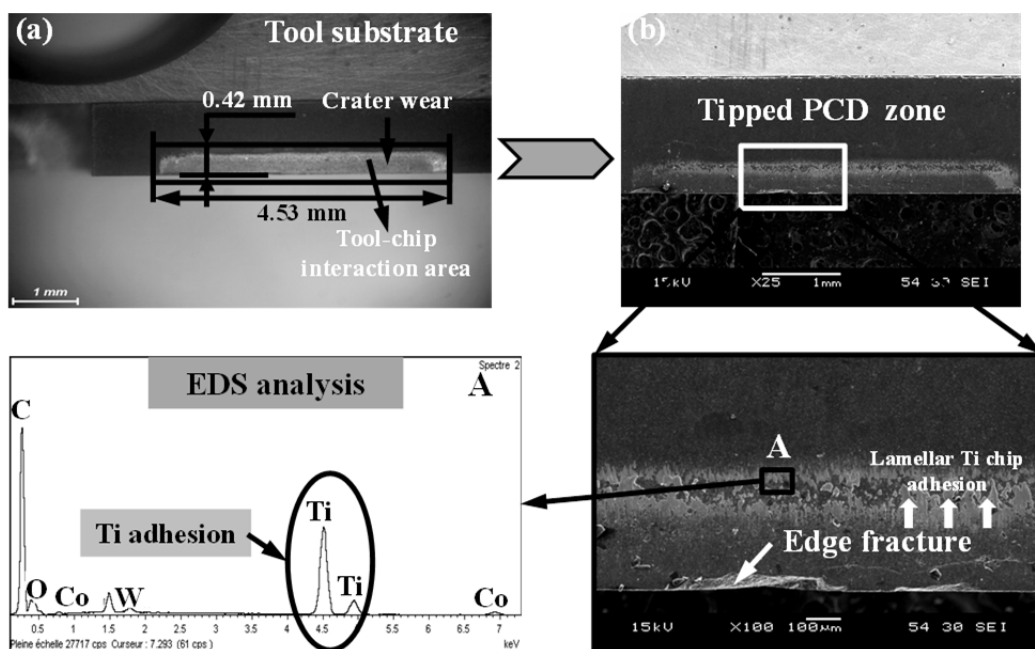 (a)
Tool substrate
0.42 mm
Crater wear
4.53 mm
Tool-chip
interaction area
1 mm
(b)
Tipped PCD zone
X25
1mm
54
SEI
EDS analysis
Spectre 2
A
C
Ti adhesion
Ti
Ti
O
Co
W
Co
0.5 1 1.5 2 2.5 3 3.5 4 4.5 5 5.5 6 6.5 7
Pleine échelle 27717 cps Curseur : 7.293 (61 cps)
keV
A
Lamellar Ti chip
adhesion
Edge fracture
15kV X100 100µm 54 30 SEI